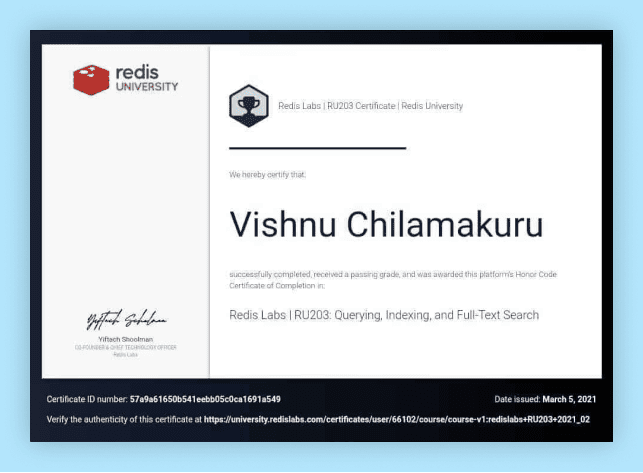 redis
UNIVERSITY
Redis Labs | RU203 Certificate | Redis University
We hereby certify that:
Vishnu Chilamakuru
successfully completed, received a passing grade, and was awarded this platform's Honor Code
Certificate of Completion in:
Redis Labs | RU203: Querying, Indexing, and Full-Text Search
Yiftach Shoolman
Yiftach Shoolman
CO-FOUNDER & CHIEF TECHNOLOGY OFFICER
Redis Labs
Certificate ID number: 57a9a61650b541eebb05c0ca1691a549
Date issued: March 5, 2021
Verify the authenticity of this certificate at https://university.redislabs.com/certificates/user/66102/course/course-v1:redislabs+RU203+2021_02